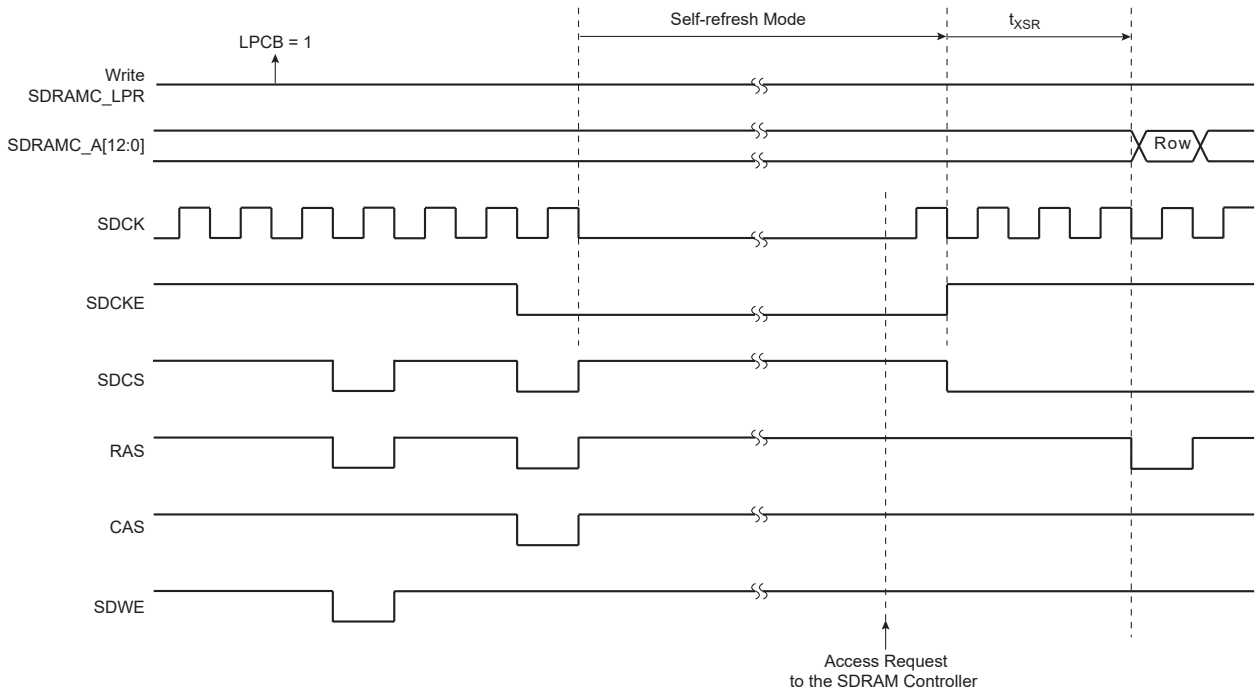 Self-refresh Mode
tXSR
LPCB = 1
Write
SDRAMC_LPR
SDRAMC_A[12:0]
Row
SDCK
SDCKE
SDCS
RAS
CAS
SDWE
Access Request
to the SDRAM Controller